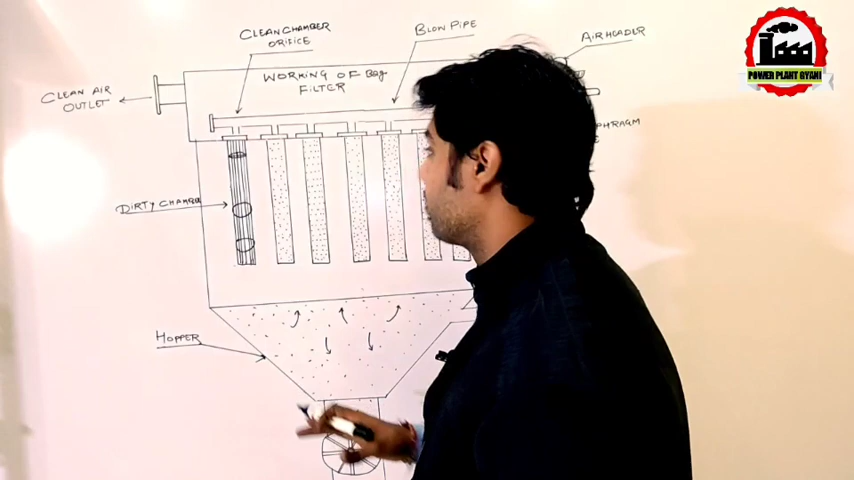 CLEAN CHAMBER
ORIFICE
BLOW PIPE
AIR HEADER
POWER PLANT GYANI
WORKING OF Bag
FILTER
CLEAN AIR
OUTLET
PHRAGM
DIRTY CHAMBER
HOPPER